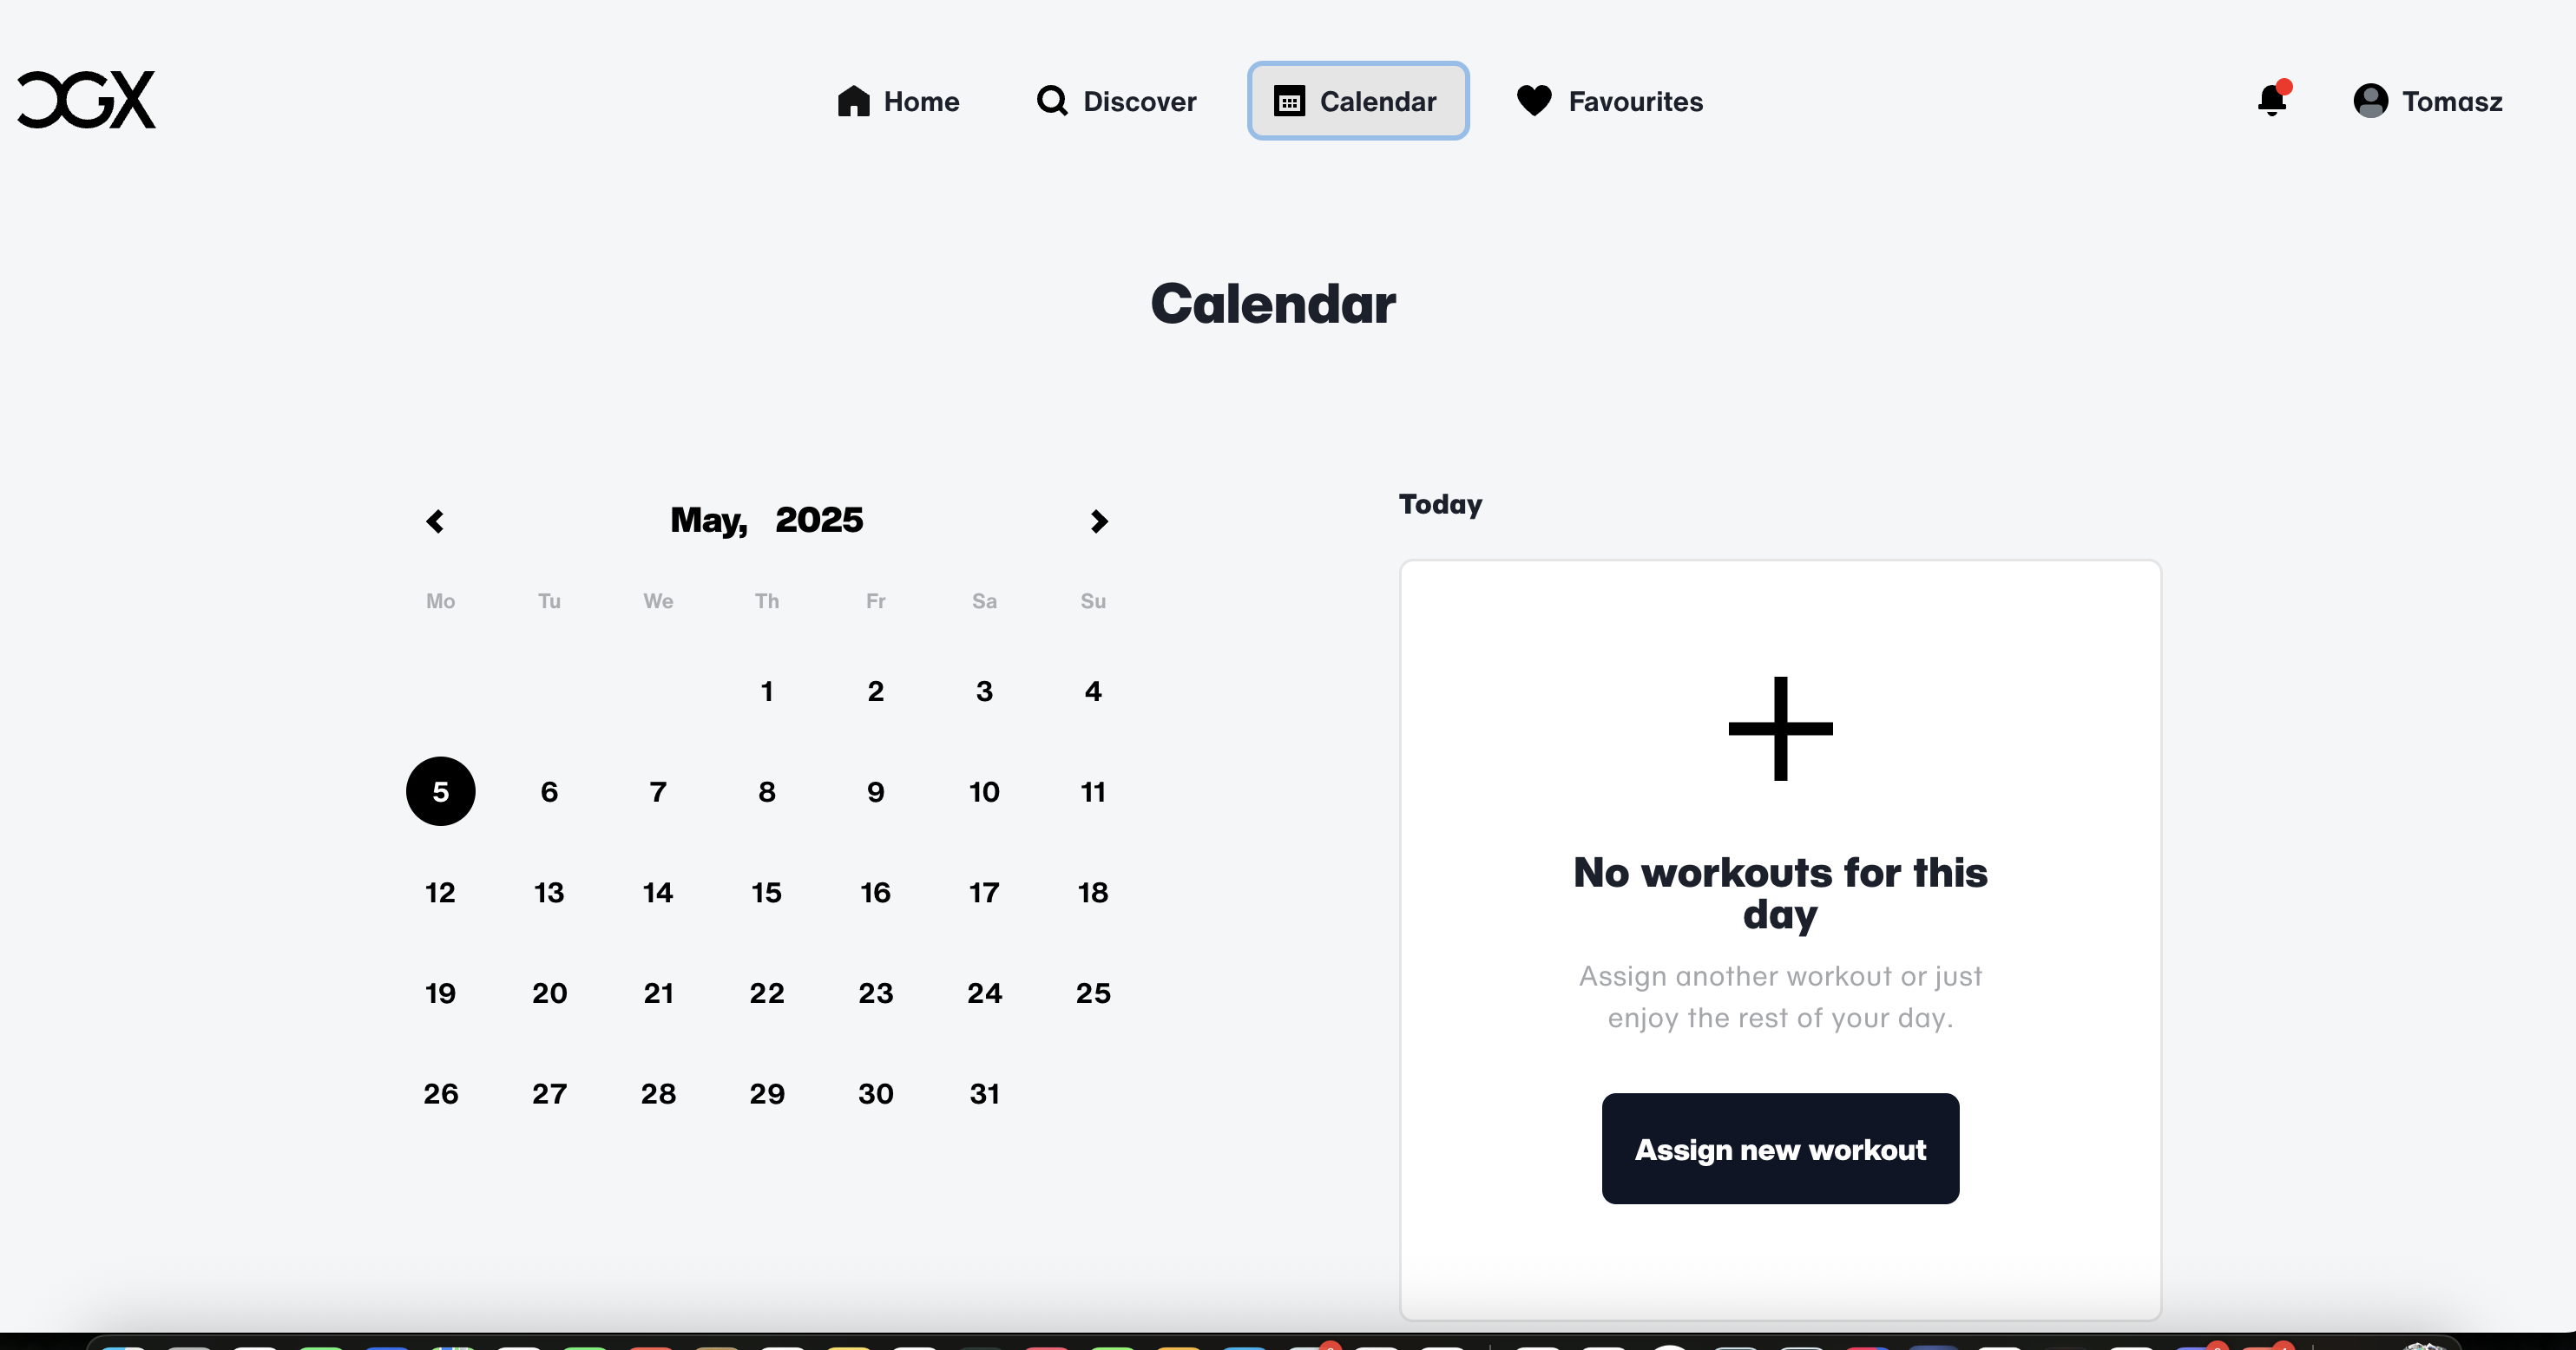 OGX
Home Discover Calendar Favourites Tomasz
Calendar
May, 2025
Mo Tu We Th Fr Sa Su
1 2 3 4
5 6 7 8 9 10 11
12 13 14 15 16 17 18
19 20 21 22 23 24 25
26 27 28 29 30 31
Today
No workouts for this
day
Assign another workout or just
enjoy the rest of your day.
Assign new workout